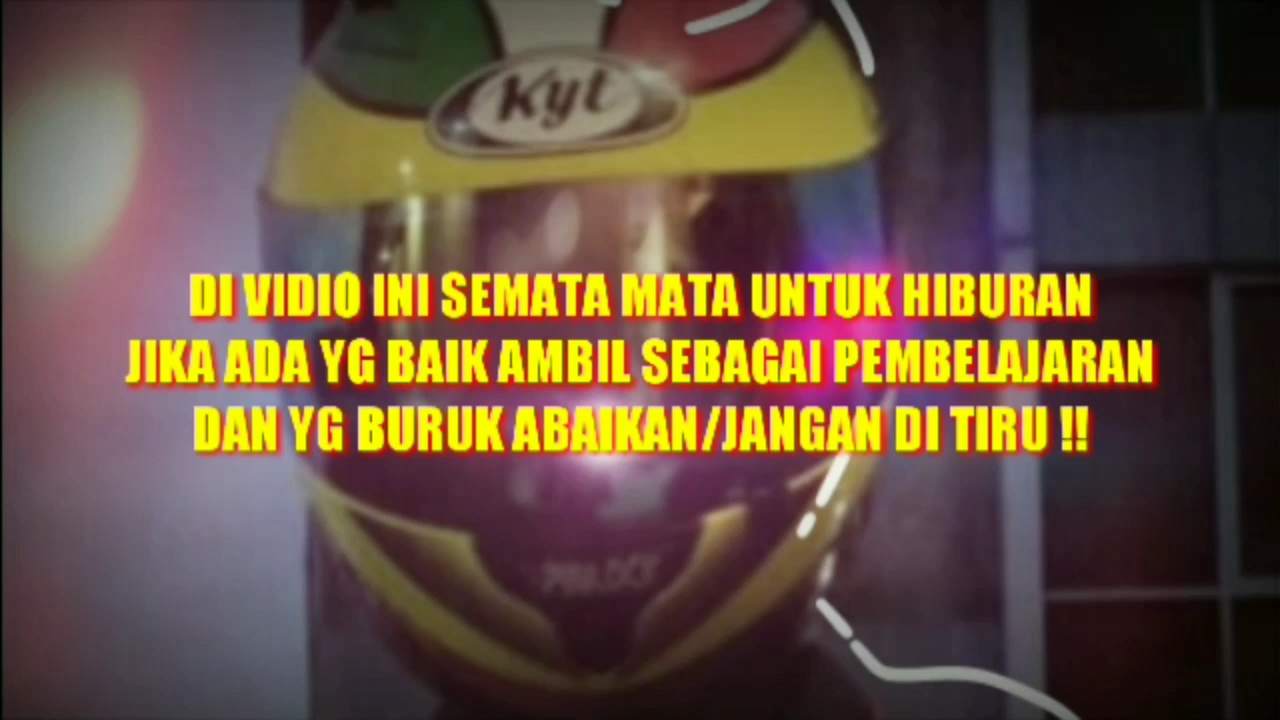 Kyt
DI VIDIO INI SEMATA MATA UNTUK HIBURAN
JIKA ADA YG BAIK AMBIL SEBAGAI PEMBELAJARAN
DAN YG BURUK ABAIKAN/JANGAN DI TIRU !!